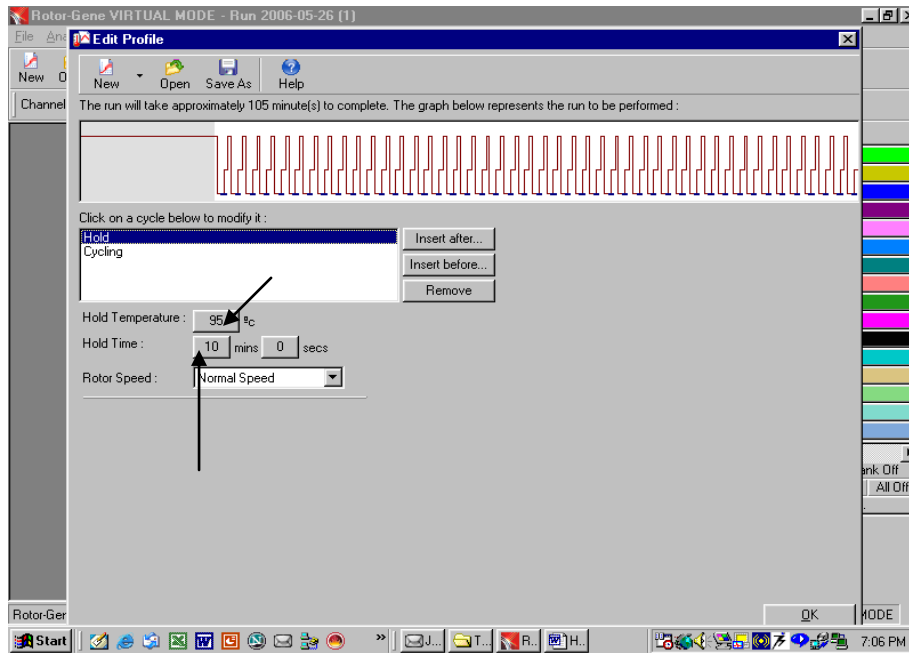 Rotor-Gene VIRTUAL MODE - Run 2006-05-26 (1)
File Ana
Edit Profile
New
New Open Save As Help
Channel
The run will take approximately 105 minute(s) to complete. The graph below represents the run to be performed :
Click on a cycle below to modify it :
Hold
Cycling
Insert after...
Insert before...
Remove
Hold Temperature : 95 ºc
Hold Time : 10 mins 0 secs
Rotor Speed : Normal Speed
ank Off
All Off
OK
Rotor-Ger
MODE
Start » J... T... R... H... 7:06 PM